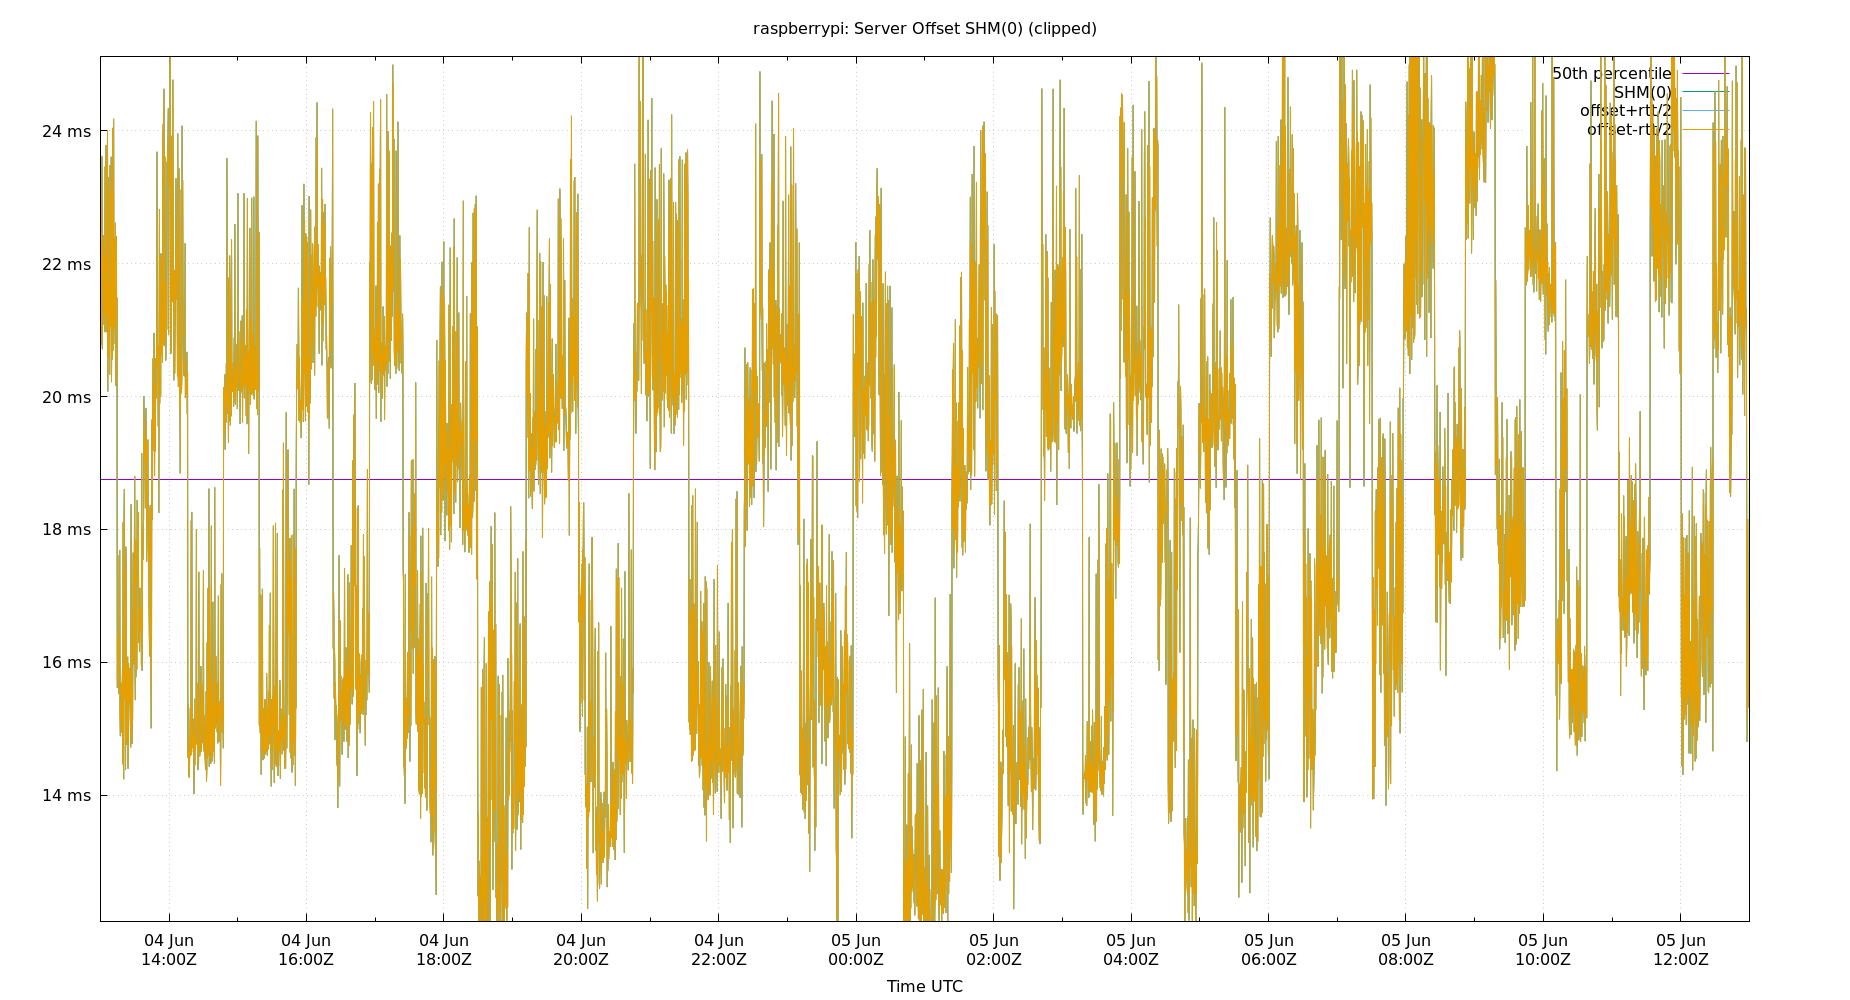 raspberrypi: Server Offset SHM(0) (clipped)
50th percentile
SHM(0)
offset+rtt/2
offset-rtt/2
24 ms
22 ms
20 ms
18 ms
16 ms
14 ms
04 Jun 04 Jun 04 Jun 04 Jun 04 Jun 05 Jun 05 Jun 05 Jun 05 Jun 05 Jun 05 Jun 05 Jun
14:00Z 16:00Z 18:00Z 20:00Z 22:00Z 00:00Z 02:00Z 04:00Z 06:00Z 08:00Z 10:00Z 12:00Z
Time UTC